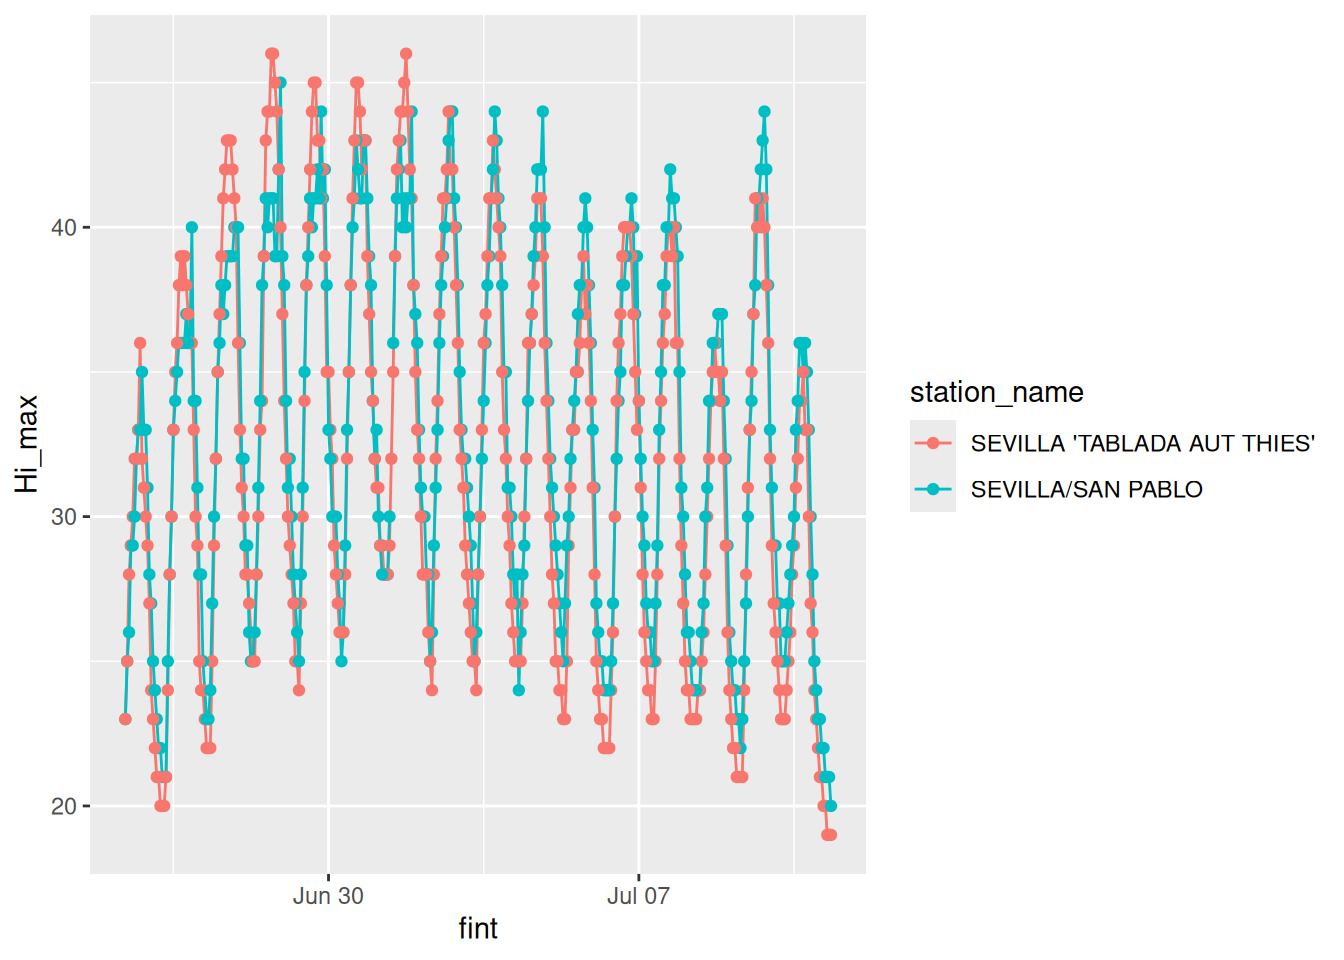 Hi_max
40
30
20
Jun 30
Jul 07
fint
station_name
SEVILLA 'TABLADA AUT THIES'
SEVILLA/SAN PABLO